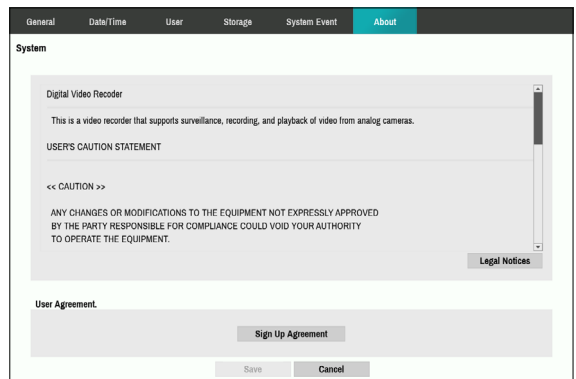 General Date/Time User Storage System Event About
System
Digital Video Recoder
This is a video recorder that supports surveillance, recording, and playback of video from analog cameras.
USER'S CAUTION STATEMENT
<< CAUTION >>
ANY CHANGES OR MODIFICATIONS TO THE EQUIPMENT NOT EXPRESSLY APPROVED
BY THE PARTY RESPONSIBLE FOR COMPLIANCE COULD VOID YOUR AUTHORITY
TO OPERATE THE EQUIPMENT.
Legal Notices
User Agreement.
Sign Up Agreement
Save Cancel